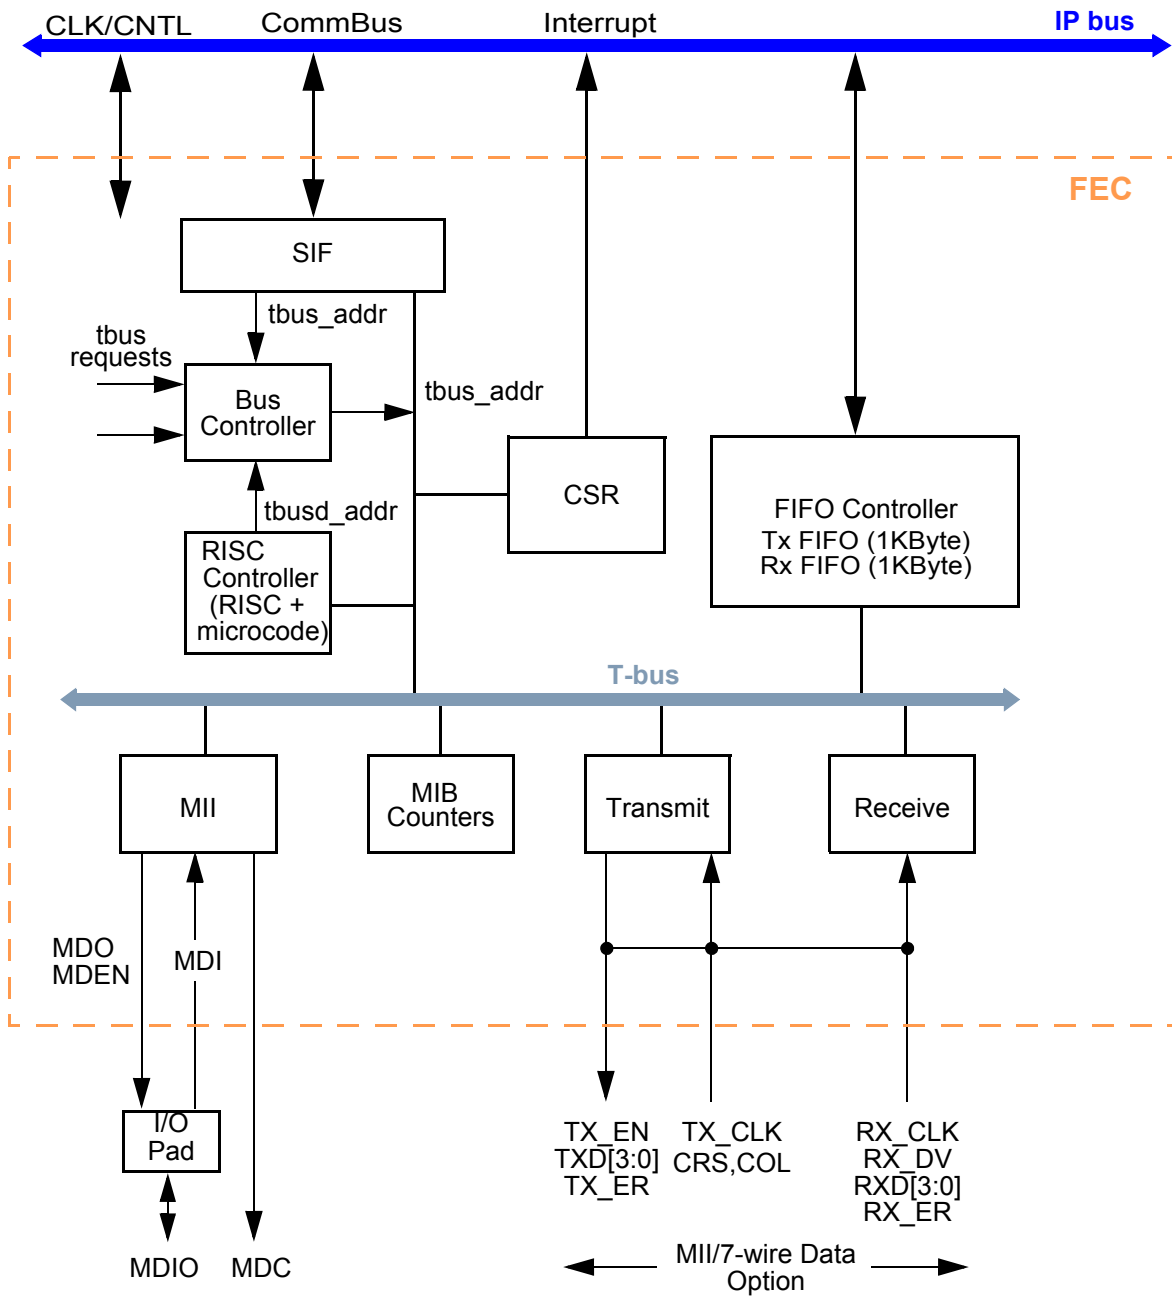 CLK/CNTL
CommBus
Interrupt
IP bus
FEC
SIF
tbus_addr
tbus
requests
Bus
Controller
tbus_addr
tbusd_addr
CSR
FIFO Controller
Tx FIFO (1KByte)
Rx FIFO (1KByte)
RISC
Controller
(RISC +
microcode)
T-bus
MII
MIB
Counters
Transmit
Receive
MDO
MDEN
MDI
I/O
Pad
MDIO
MDC
TX_EN
TXD[3:0]
TX_ER
TX_CLK
CRS,COL
RX_CLK
RX_DV
RXD[3:0]
RX_ER
MII/7-wire Data
Option